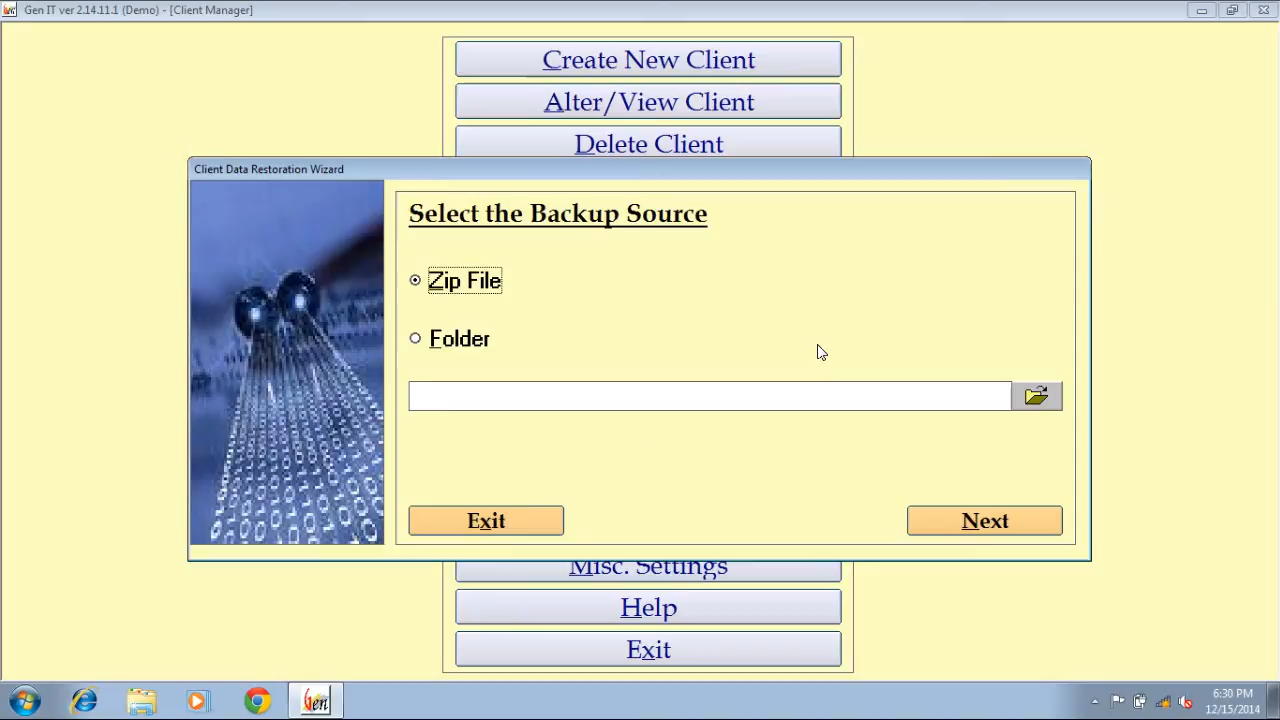 Gen IT ver 2.14.11.1 (Demo) - [Client Manager]
Create New Client
Alter/View Client
Delete Client
Client Data Restoration Wizard
Select the Backup Source
Zip File
Folder
Exit
Next
Misc. Settings
Help
Exit
Gen
6:30 PM
12/15/2014